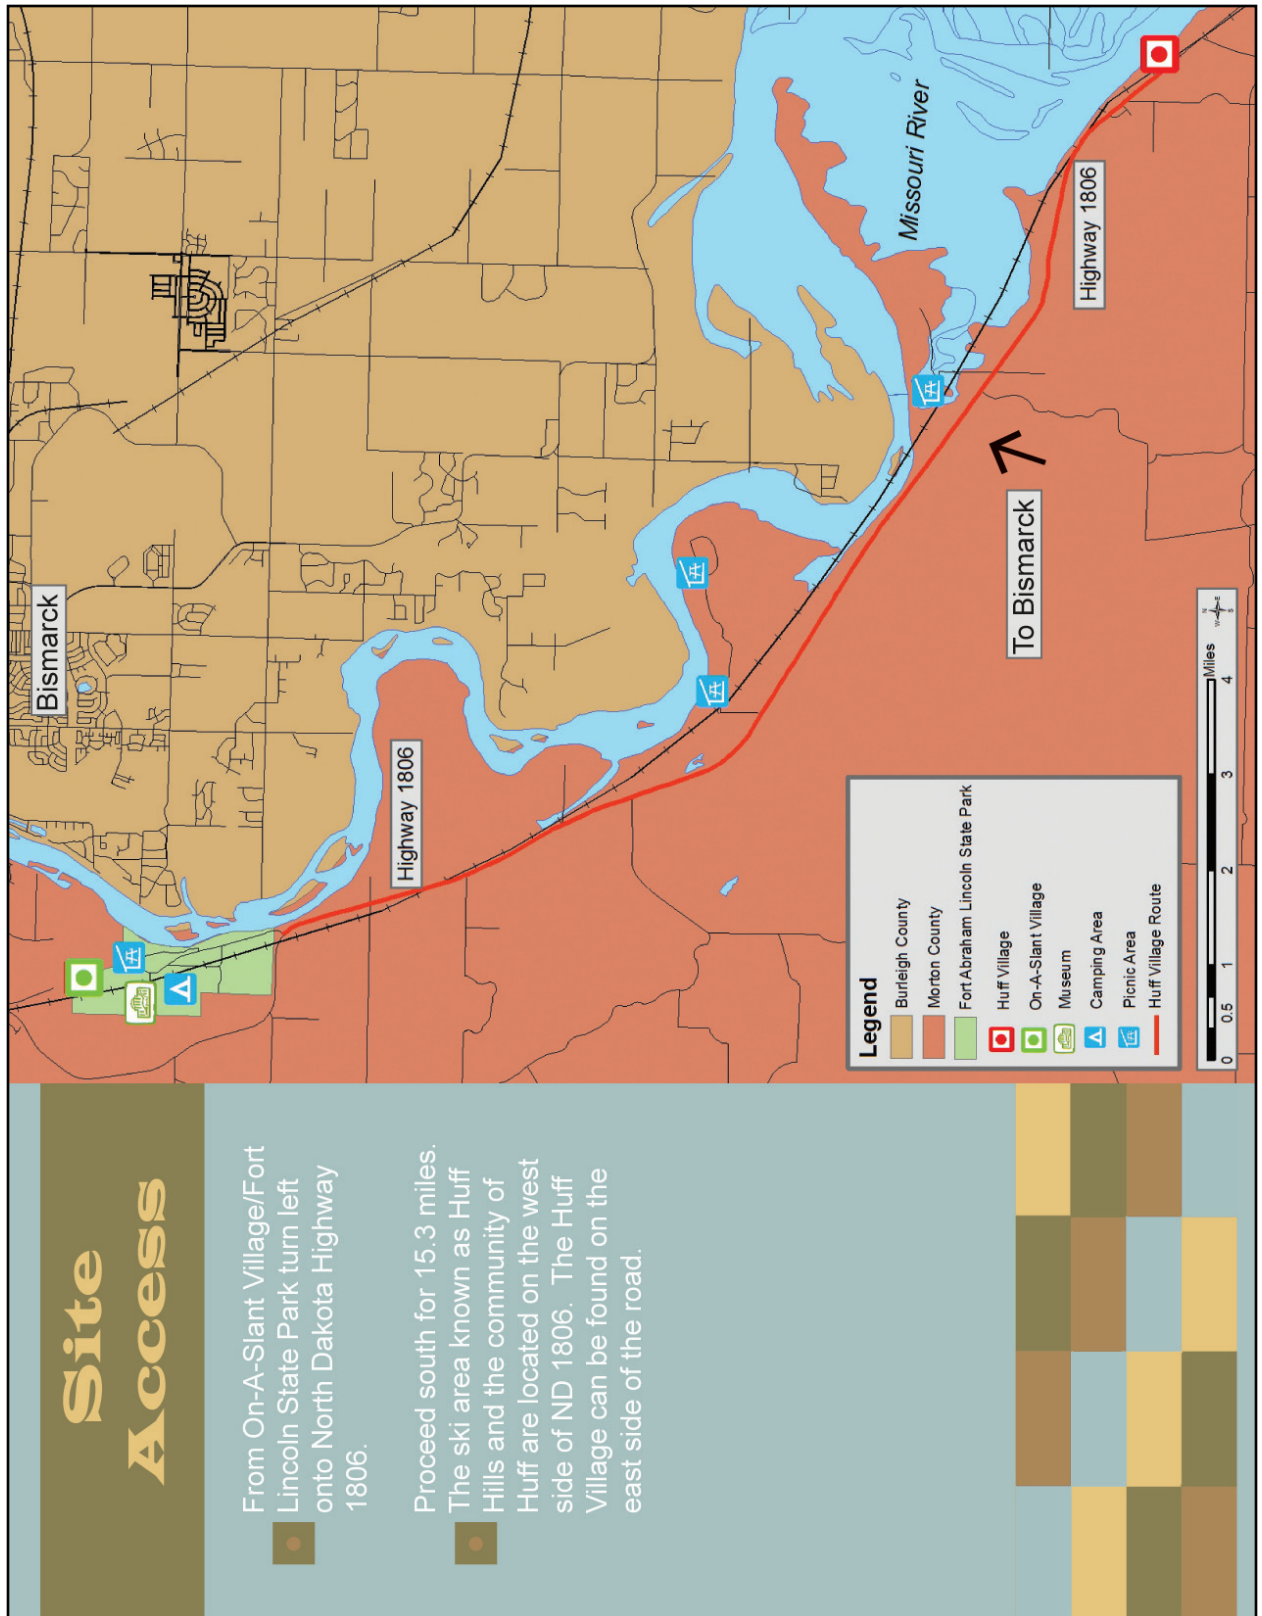 Site
Access
From On-A-Slant Village/Fort
Lincoln State Park turn left
onto North Dakota Highway
1806.
Proceed south for 15.3 miles.
The ski area known as Huff
Hills and the community of
Huff are located on the west
side of ND 1806.  The Huff
Village can be found on the
east side of the road.
Bismarck
Highway 1806
Missouri River
Highway 1806
To Bismarck
Legend
Burleigh County
Morton County
Fort Abraham Lincoln State Park
Huff Village
On-A-Slant Village
Museum
Camping Area
Picnic Area
Huff Village Route
0 0.5 1 2 3 4
Miles
N
W E
S